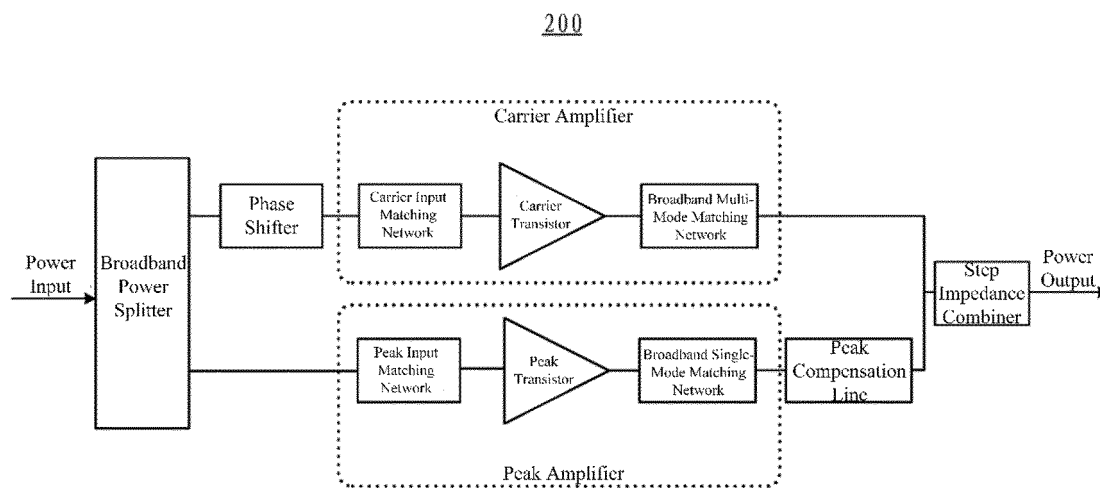 200
Carrier Amplifier
Phase
Shifter
Carrier Input
Matching
Network
Carrier
Transistor
Broadband Multi-
Mode Matching
Network
Power
Input
Broadband
Power
Splitter
Step
Impedance
Combiner
Power
Output
Peak Input
Matching
Network
Peak
Transistor
Broadband Single-
Mode Matching
Network
Peak
Compensation
Line
Peak Amplifier